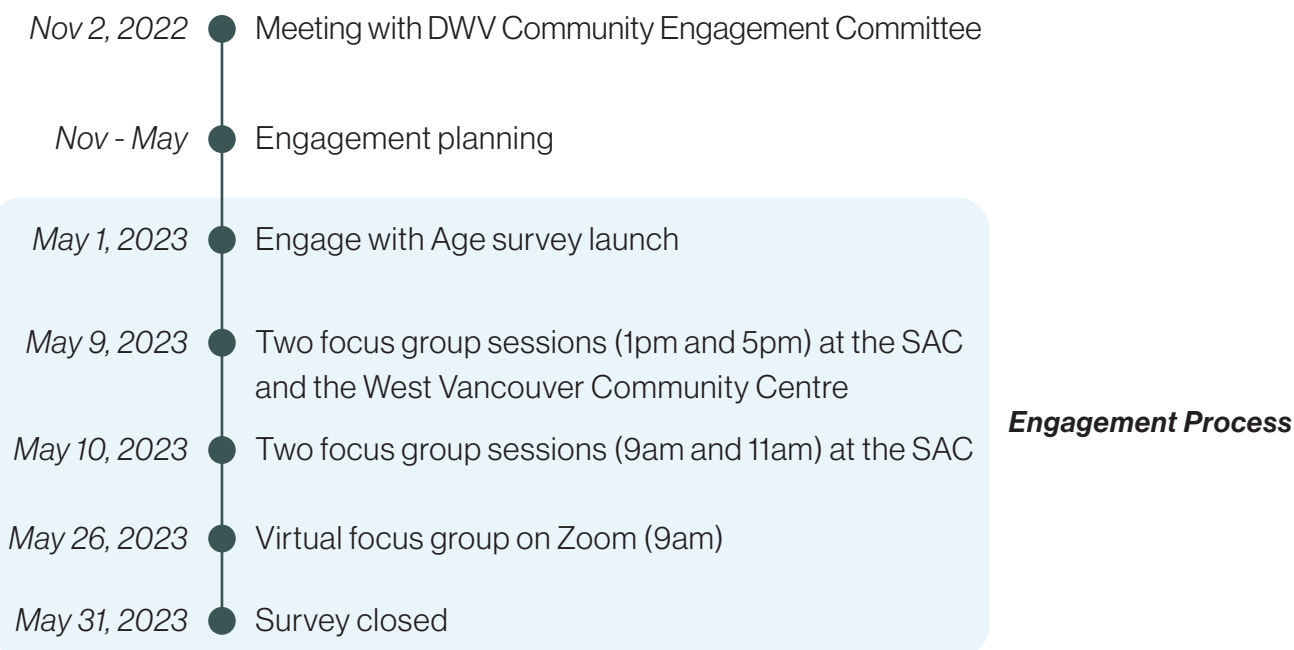 Nov 2, 2022 Meeting with DWV Community Engagement Committee
Nov - May Engagement planning
May 1, 2023 Engage with Age survey launch
May 9, 2023 Two focus group sessions (1pm and 5pm) at the SAC
and the West Vancouver Community Centre
Engagement Process
May 10, 2023 Two focus group sessions (9am and 11am) at the SAC
May 26, 2023 Virtual focus group on Zoom (9am)
May 31, 2023 Survey closed